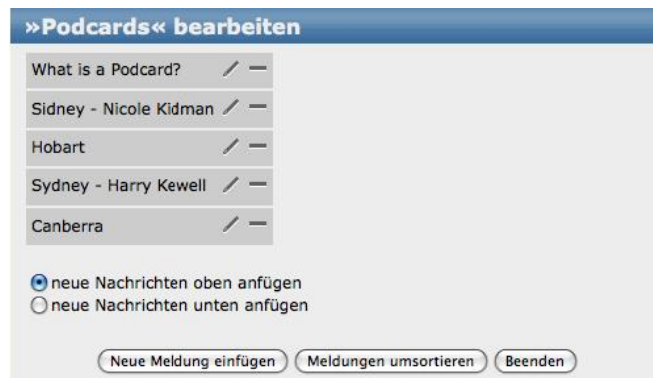 »Podcards« bearbeiten
What is a Podcard?
Sidney - Nicole Kidman
Hobart
Sydney - Harry Kewell
Canberra
neue Nachrichten oben anfügen
neue Nachrichten unten anfügen
Neue Meldung einfügen Meldungen umsortieren Beenden